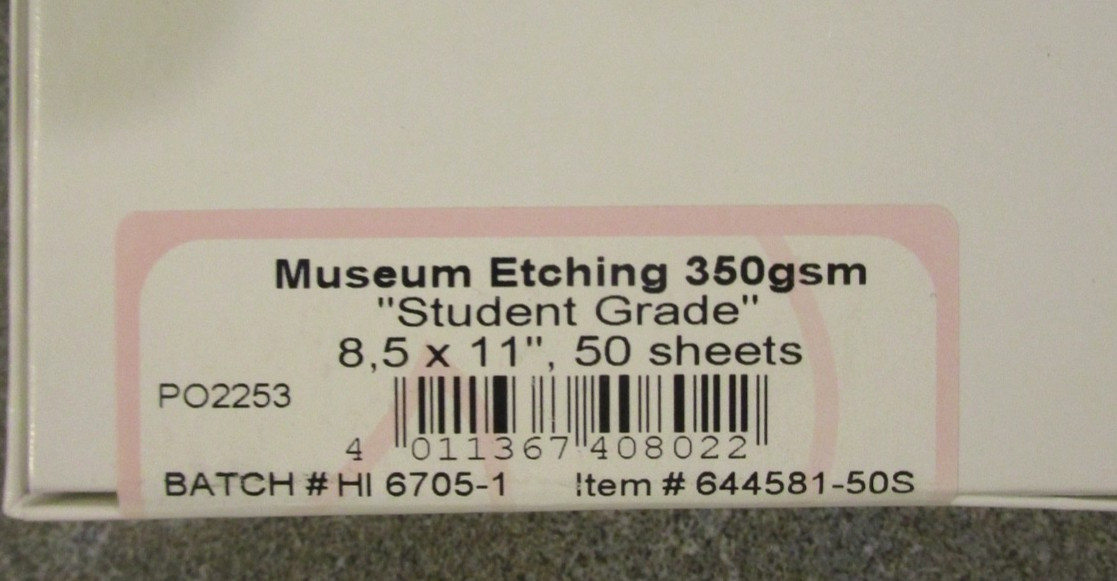 Museum Etching 350gsm
"Student Grade"
8,5 x 11", 50 sheets
PO2253
4 011367 408022
BATCH # HI 6705-1 Item # 644581-50S